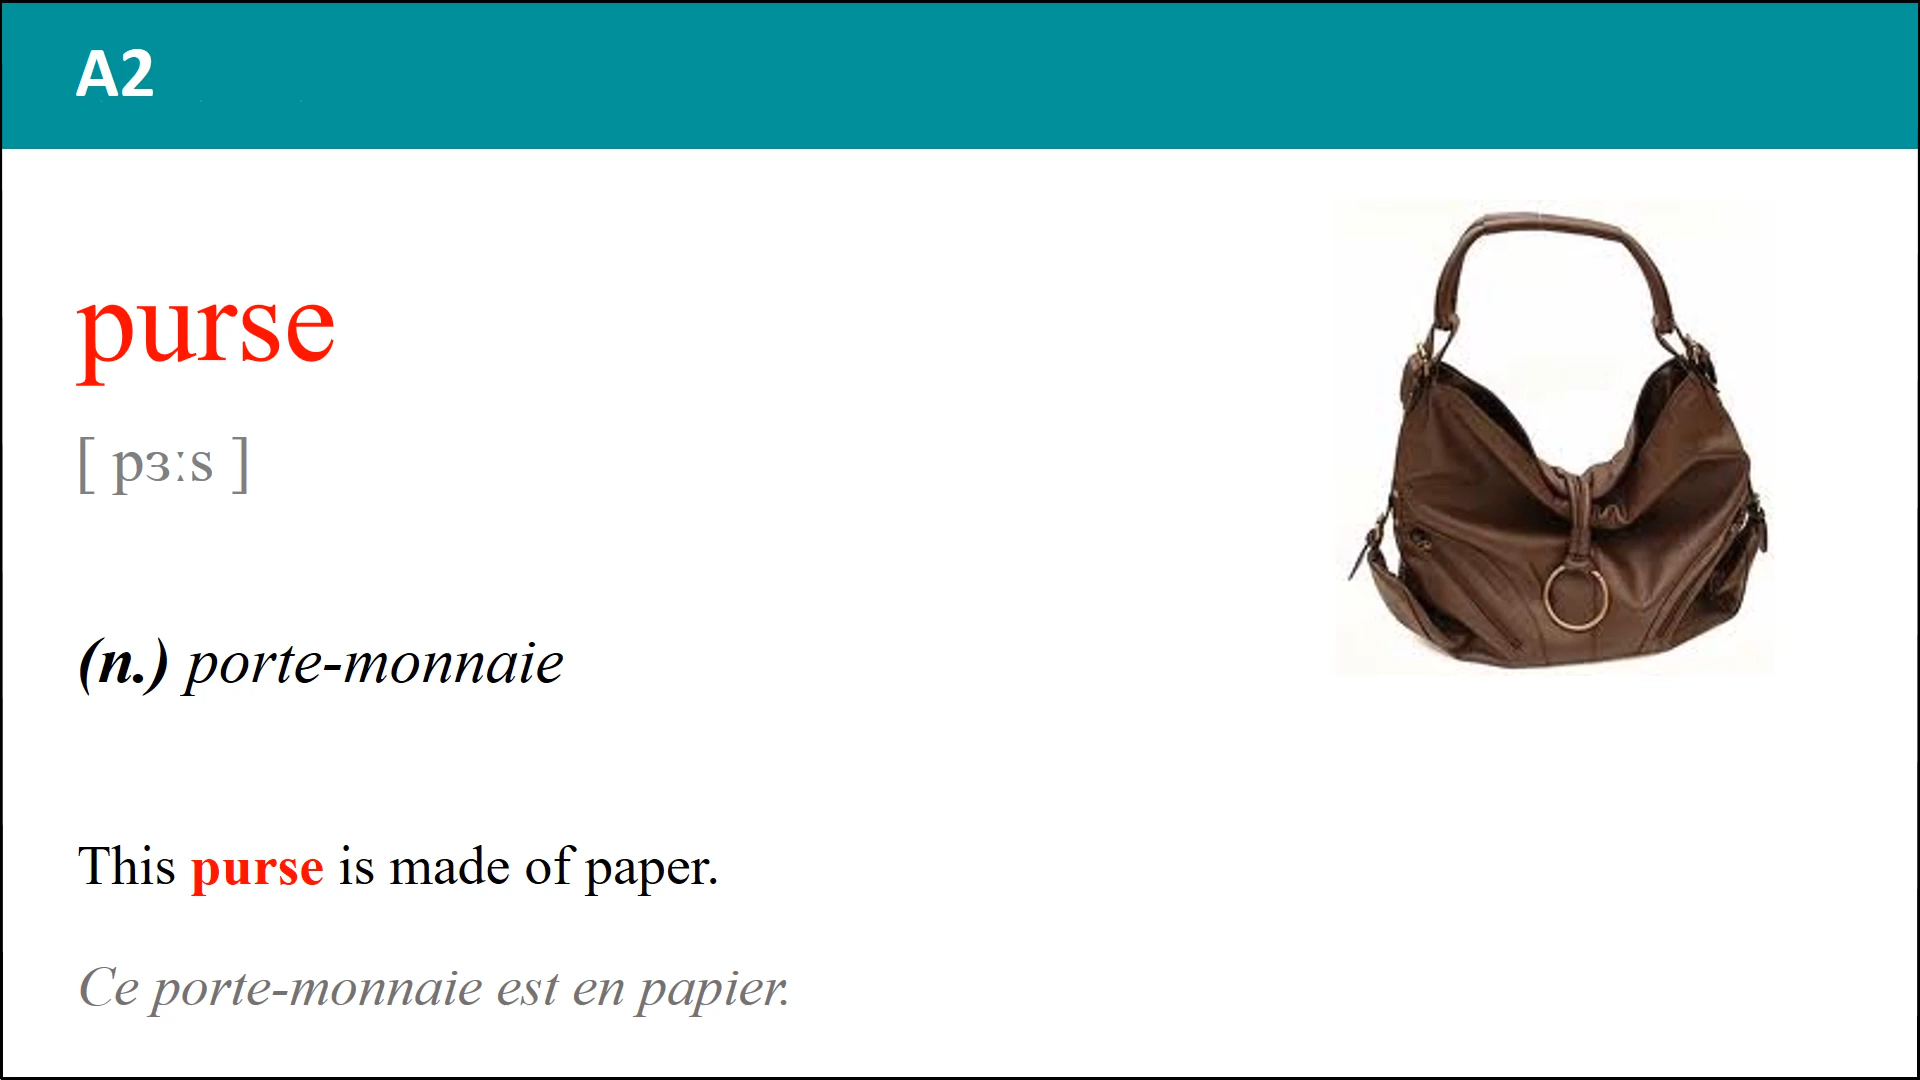 A2
purse
[ pɜːs ]
(n.) porte-monnaie
This purse is made of paper.
Ce porte-monnaie est en papier.